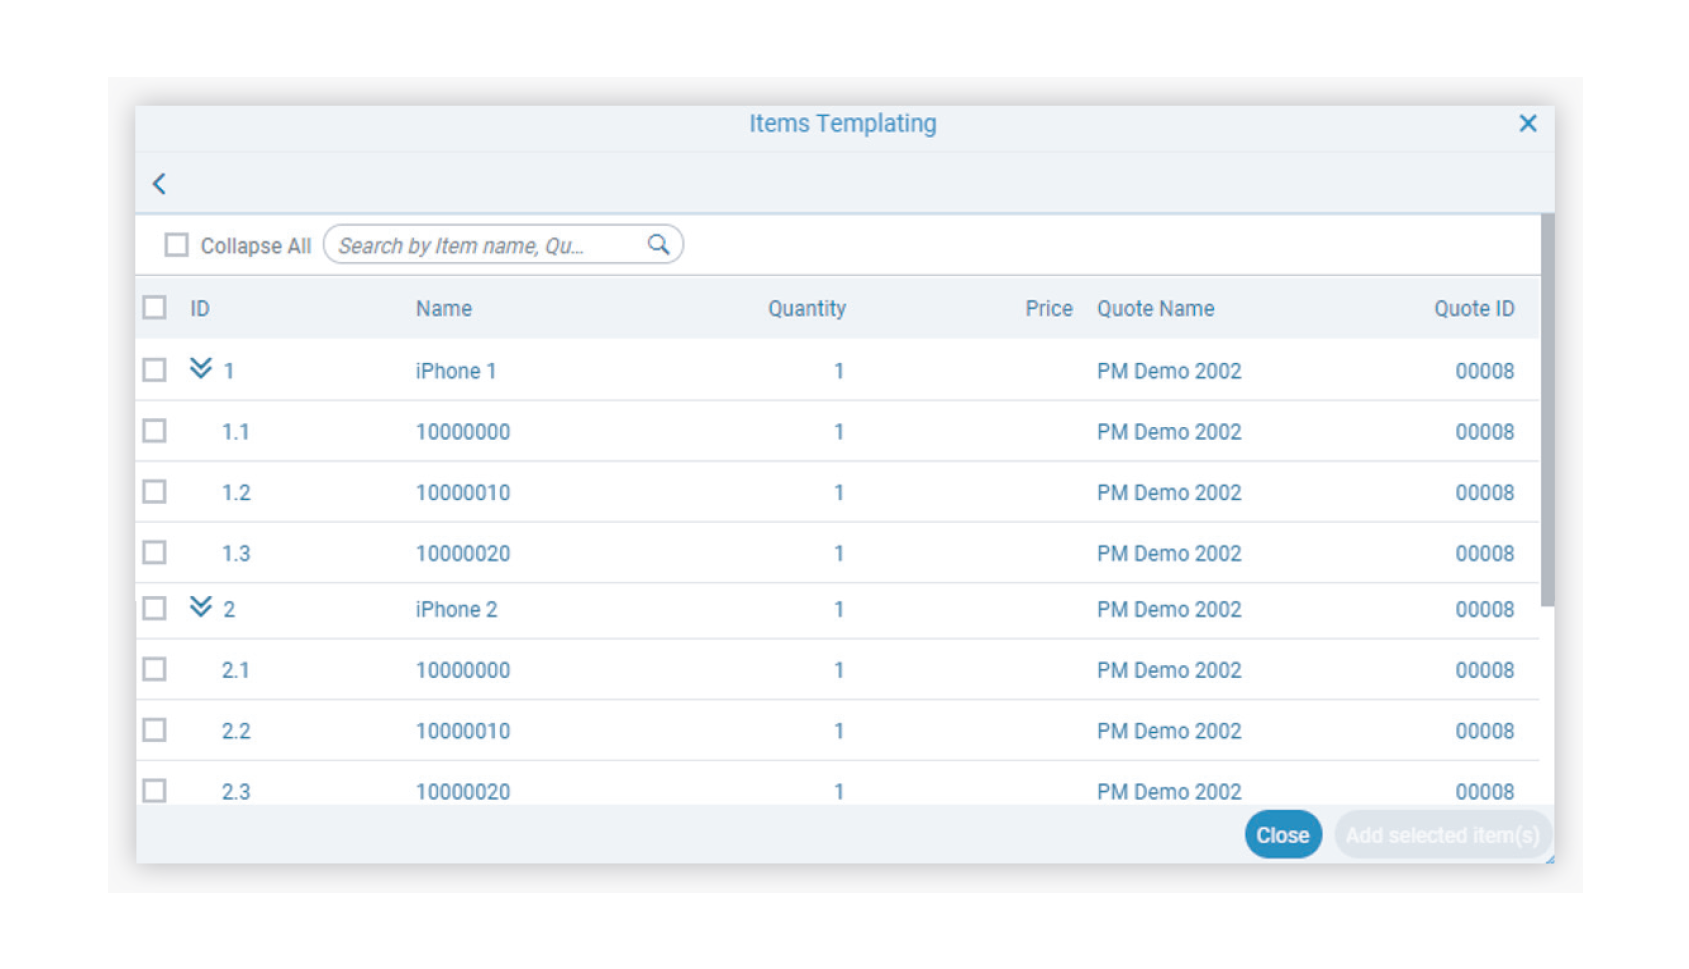 Items Templating
Collapse All Search by Item name, Qu...
ID Name Quantity Price Quote Name Quote ID
1 iPhone 1 1 PM Demo 2002 00008
1.1 10000000 1 PM Demo 2002 00008
1.2 10000010 1 PM Demo 2002 00008
1.3 10000020 1 PM Demo 2002 00008
2 iPhone 2 1 PM Demo 2002 00008
2.1 10000000 1 PM Demo 2002 00008
2.2 10000010 1 PM Demo 2002 00008
2.3 10000020 1 PM Demo 2002 00008
Close Add selected item(s)